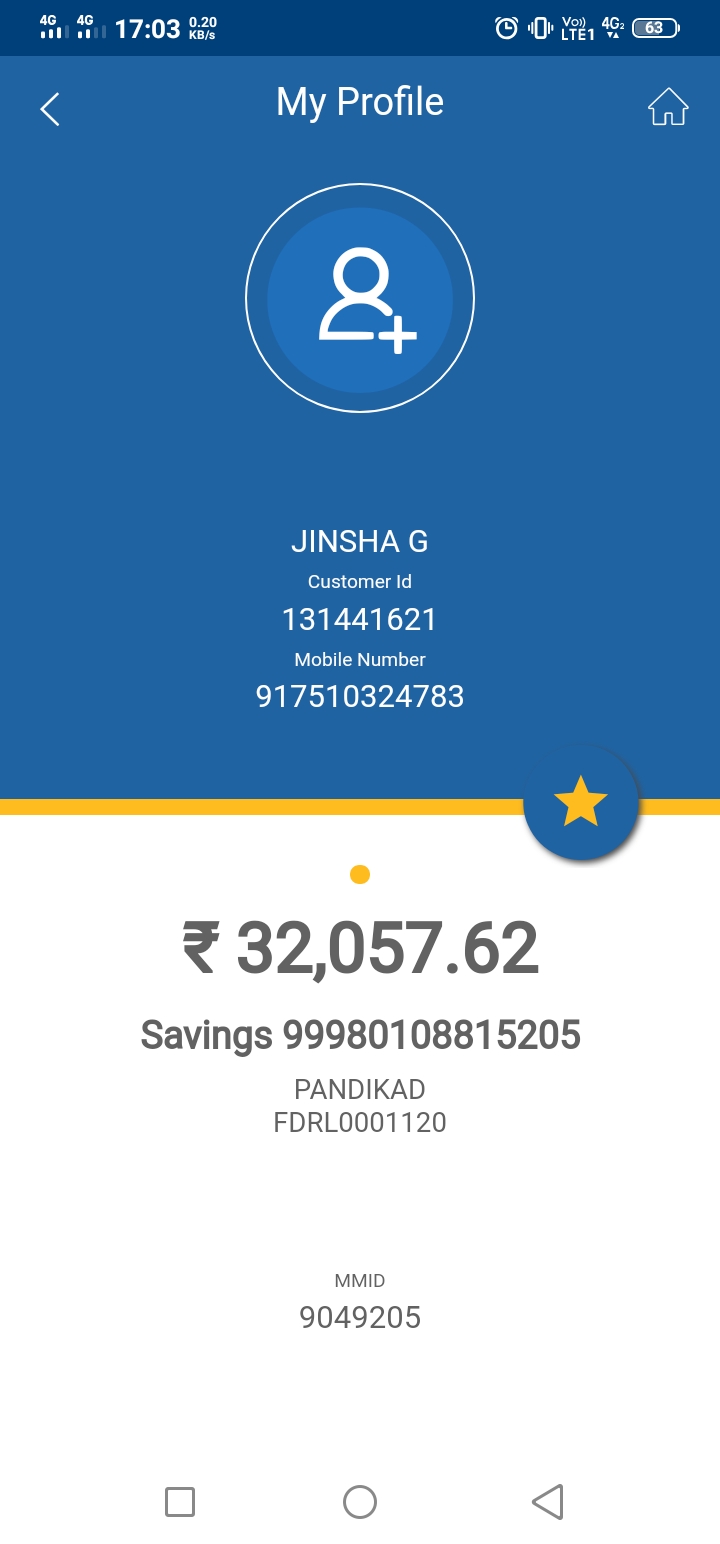 4G 4G 17:03 0.20 KB/s Vo)) LTE1 4G2 63
My Profile
JINSHA G
Customer Id
131441621
Mobile Number
917510324783
₹ 32,057.62
Savings 99980108815205
PANDIKAD
FDRL0001120
MMID
9049205